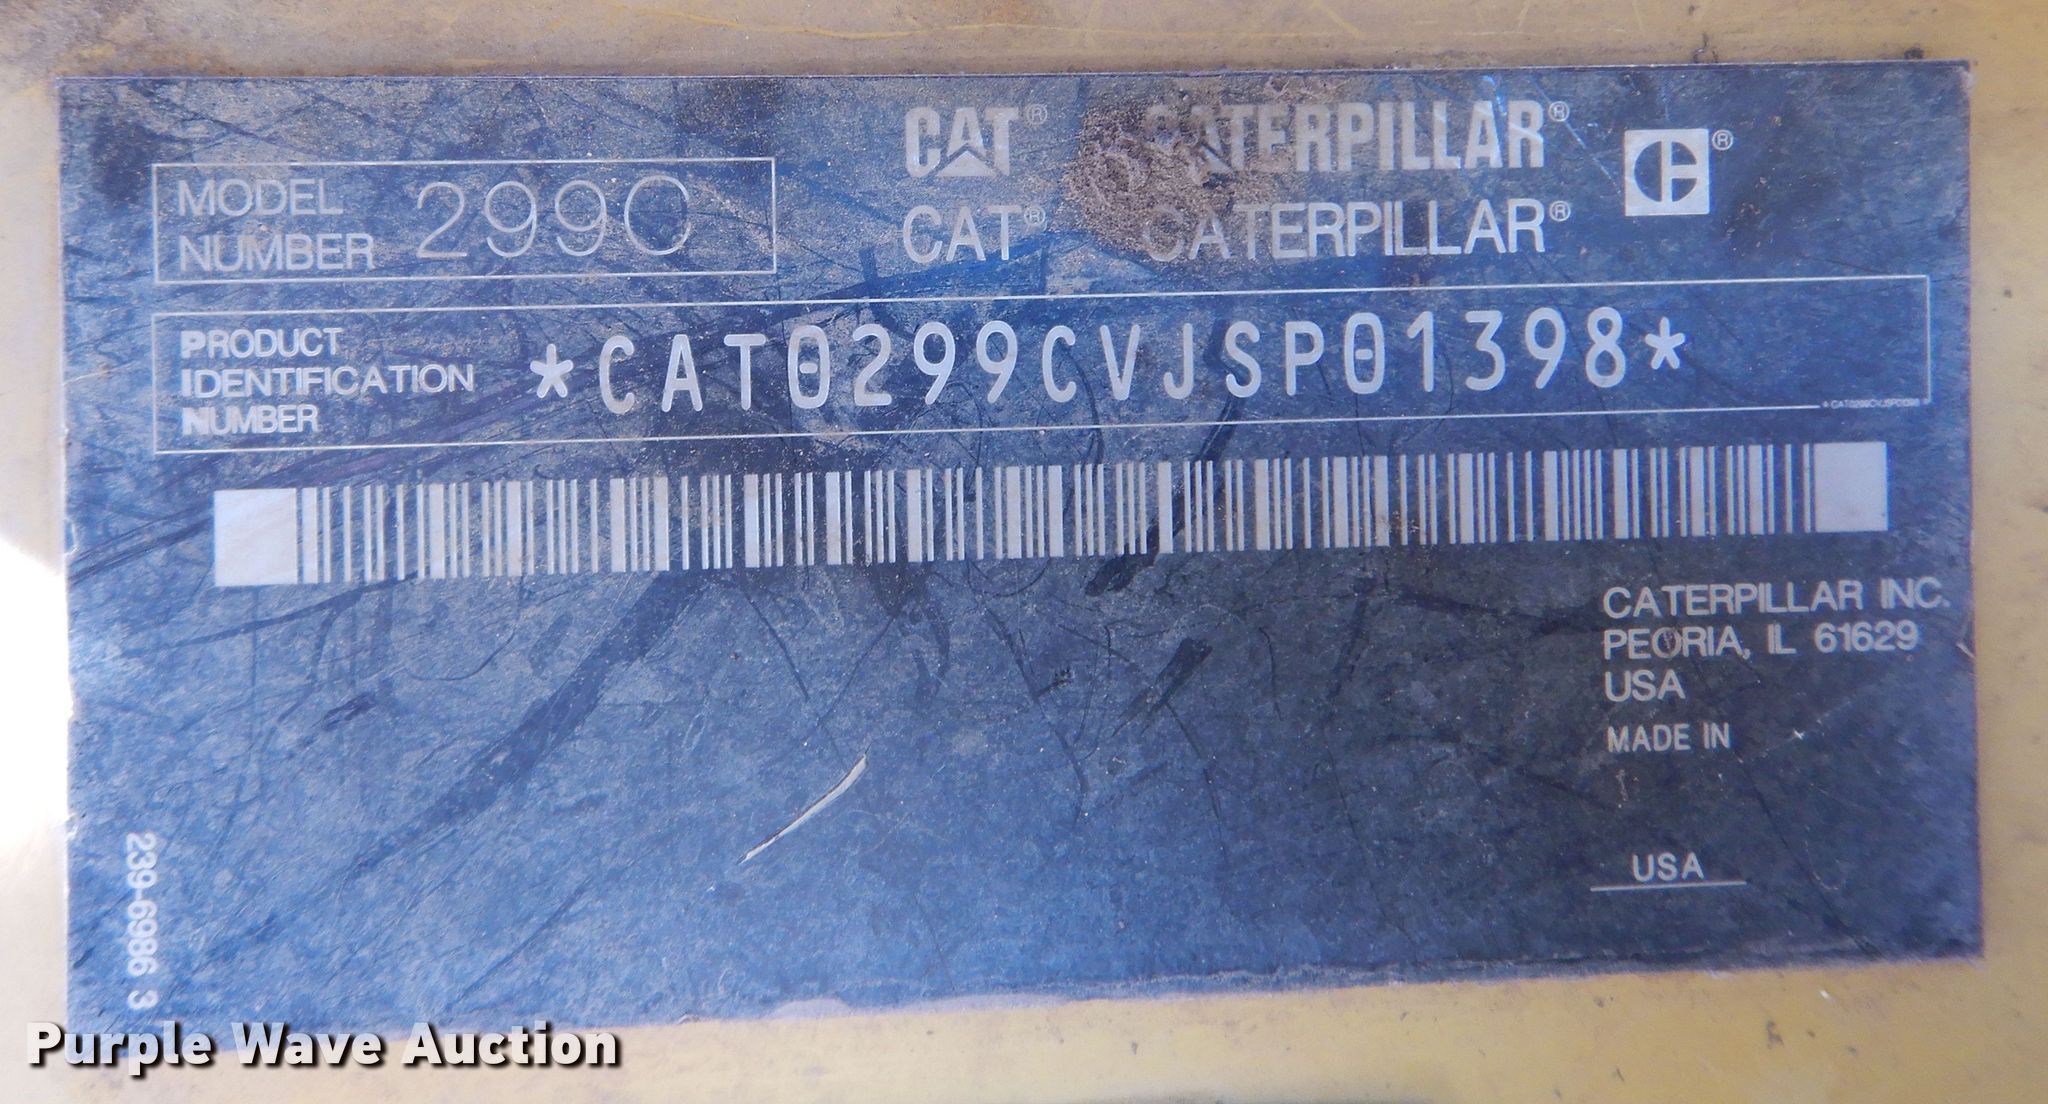 MODEL
NUMBER
299C
CAT® CATERPILLAR® ®
CAT® CATERPILLAR®
PRODUCT
IDENTIFICATION
NUMBER
*CAT0299CVJSP01398*
*CAT0299CVJSP01398
CATERPILLAR INC.
PEORIA, IL 61629
USA
MADE IN
USA
239-6986 3
Purple Wave Auction